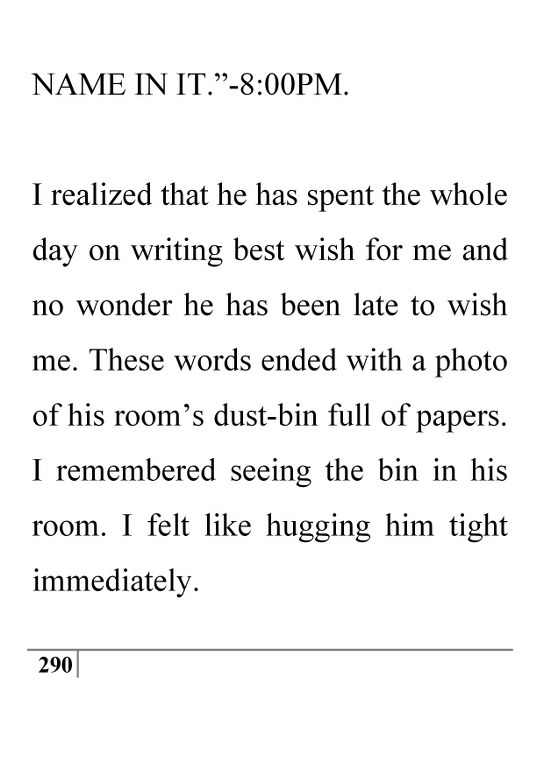 NAME IN IT.”-8:00PM.
I realized that he has spent the whole
day on writing best wish for me and
no wonder he has been late to wish
me. These words ended with a photo
of his room’s dust-bin full of papers.
I remembered seeing the bin in his
room. I felt like hugging him tight
immediately.
290